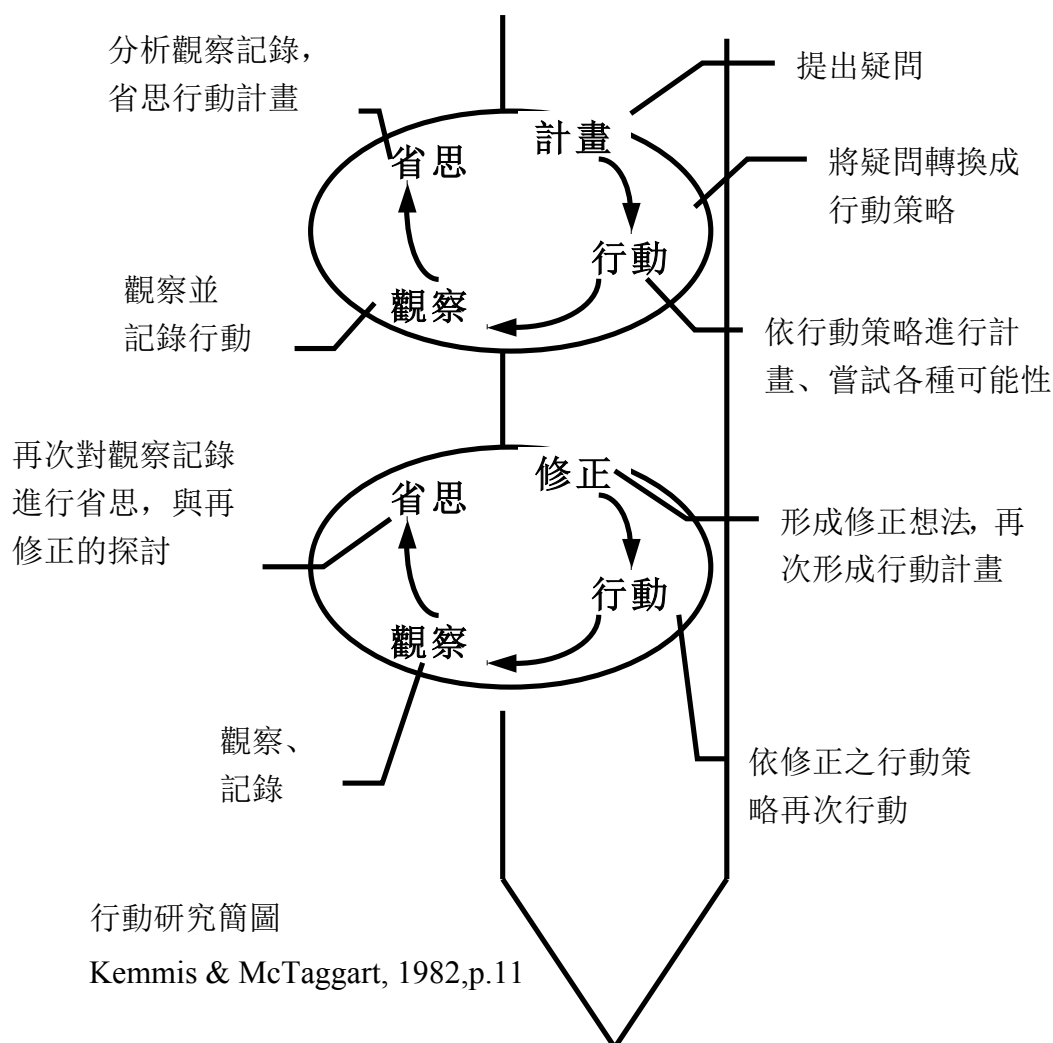 分析觀察記錄，
省思行動計畫
提出疑問
計畫
省思
將疑問轉換成
行動策略
行動
觀察並
記錄行動
觀察
依行動策略進行計
畫、嘗試各種可能性
再次對觀察記錄
進行省思，與再
修正的探討
修正
省思
形成修正想法，再
次形成行動計畫
行動
觀察
觀察、
記錄
依修正之行動策
略再次行動
行動研究簡圖
Kemmis & McTaggart, 1982,p.11